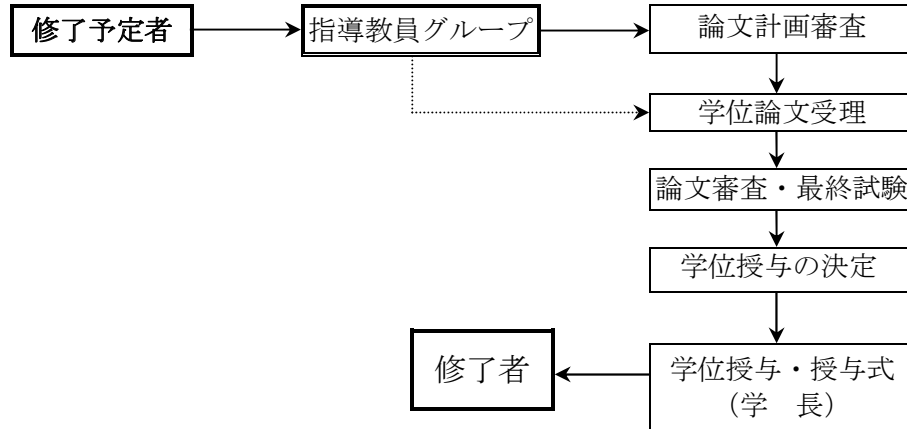 修了予定者
指導教員グループ
論文計画審査
学位論文受理
論文審査・最終試験
学位授与の決定
学位授与・授与式
（学　長）
修了者